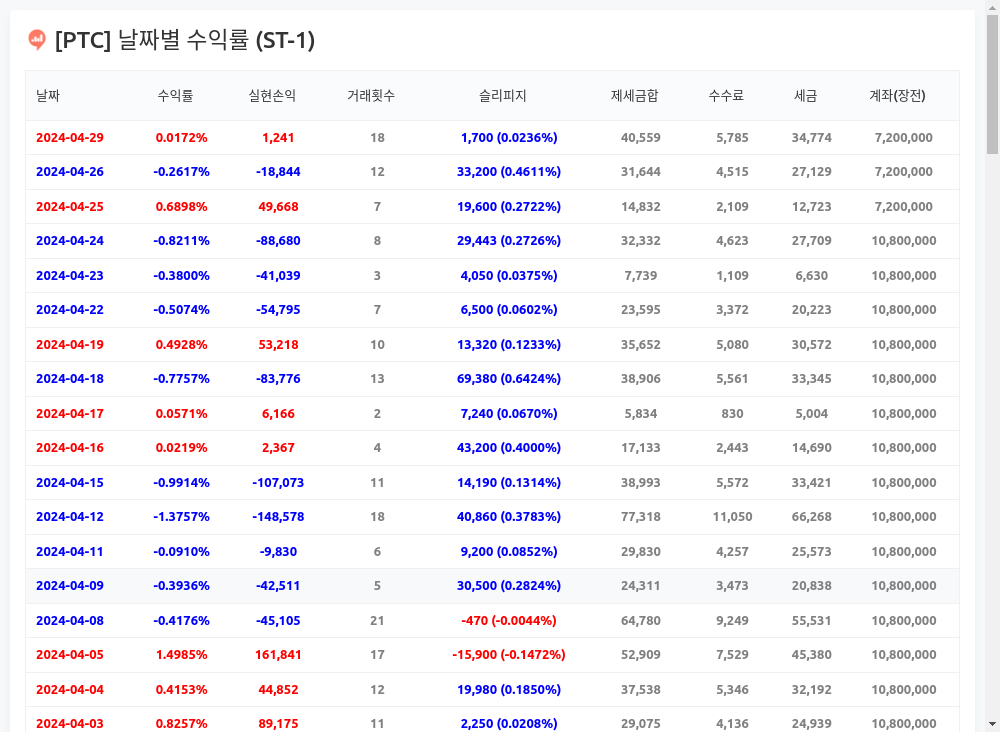 [PTC] 날짜별 수익률 (ST-1)
날짜 수익률 실현손익 거래횟수 슬리피지 제세금합 수수료 세금 계좌(장전)
2024-04-29 0.0172% 1,241 18 1,700 (0.0236%) 40,559 5,785 34,774 7,200,000
2024-04-26 -0.2617% -18,844 12 33,200 (0.4611%) 31,644 4,515 27,129 7,200,000
2024-04-25 0.6898% 49,668 7 19,600 (0.2722%) 14,832 2,109 12,723 7,200,000
2024-04-24 -0.8211% -88,680 8 29,443 (0.2726%) 32,332 4,623 27,709 10,800,000
2024-04-23 -0.3800% -41,039 3 4,050 (0.0375%) 7,739 1,109 6,630 10,800,000
2024-04-22 -0.5074% -54,795 7 6,500 (0.0602%) 23,595 3,372 20,223 10,800,000
2024-04-19 0.4928% 53,218 10 13,320 (0.1233%) 35,652 5,080 30,572 10,800,000
2024-04-18 -0.7757% -83,776 13 69,380 (0.6424%) 38,906 5,561 33,345 10,800,000
2024-04-17 0.0571% 6,166 2 7,240 (0.0670%) 5,834 830 5,004 10,800,000
2024-04-16 0.0219% 2,367 4 43,200 (0.4000%) 17,133 2,443 14,690 10,800,000
2024-04-15 -0.9914% -107,073 11 14,190 (0.1314%) 38,993 5,572 33,421 10,800,000
2024-04-12 -1.3757% -148,578 18 40,860 (0.3783%) 77,318 11,050 66,268 10,800,000
2024-04-11 -0.0910% -9,830 6 9,200 (0.0852%) 29,830 4,257 25,573 10,800,000
2024-04-09 -0.3936% -42,511 5 30,500 (0.2824%) 24,311 3,473 20,838 10,800,000
2024-04-08 -0.4176% -45,105 21 -470 (-0.0044%) 64,780 9,249 55,531 10,800,000
2024-04-05 1.4985% 161,841 17 -15,900 (-0.1472%) 52,909 7,529 45,380 10,800,000
2024-04-04 0.4153% 44,852 12 19,980 (0.1850%) 37,538 5,346 32,192 10,800,000
2024-04-03 0.8257% 89,175 11 2,250 (0.0208%) 29,075 4,136 24,939 10,800,000